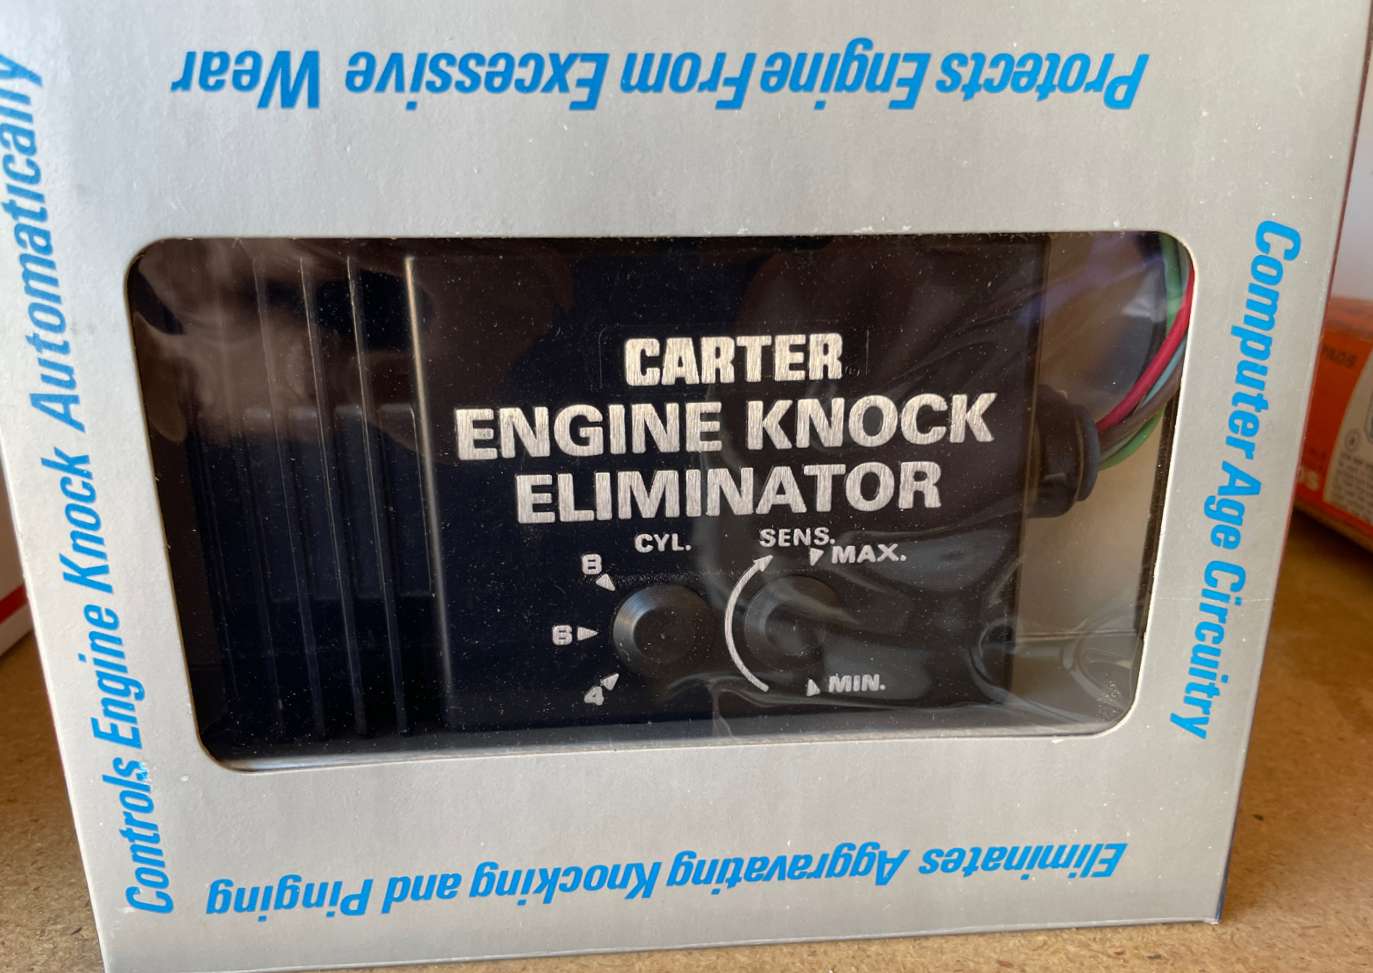 Protects Engine From Excessive Wear
Controls Engine Knock Automatically
Computer Age Circuitry
CARTER
ENGINE KNOCK
ELIMINATOR
CYL.
SENS.
8
MAX.
6
4
MIN.
Eliminates Aggravating Knocking and Pinging